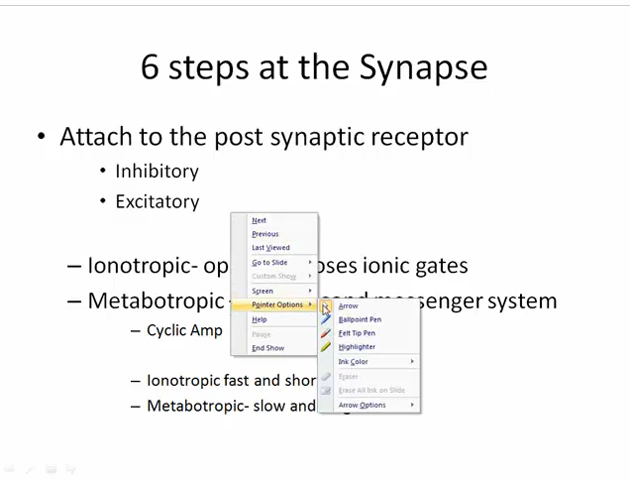 6 steps at the Synapse
• Attach to the post synaptic receptor
• Inhibitory
• Excitatory
– Ionotropic- op oses ionic gates
– Metabotropic ond messenger system
– Cyclic Amp
– Ionotropic fast and shor
– Metabotropic- slow and
Next
Previous
Last Viewed
Go to Slide
Custom Show
Screen
Pointer Options
Help
Pause
End Show
Arrow
Ballpoint Pen
Felt Tip Pen
Highlighter
Ink Color
Eraser
Erase All Ink on Slide
Arrow Options